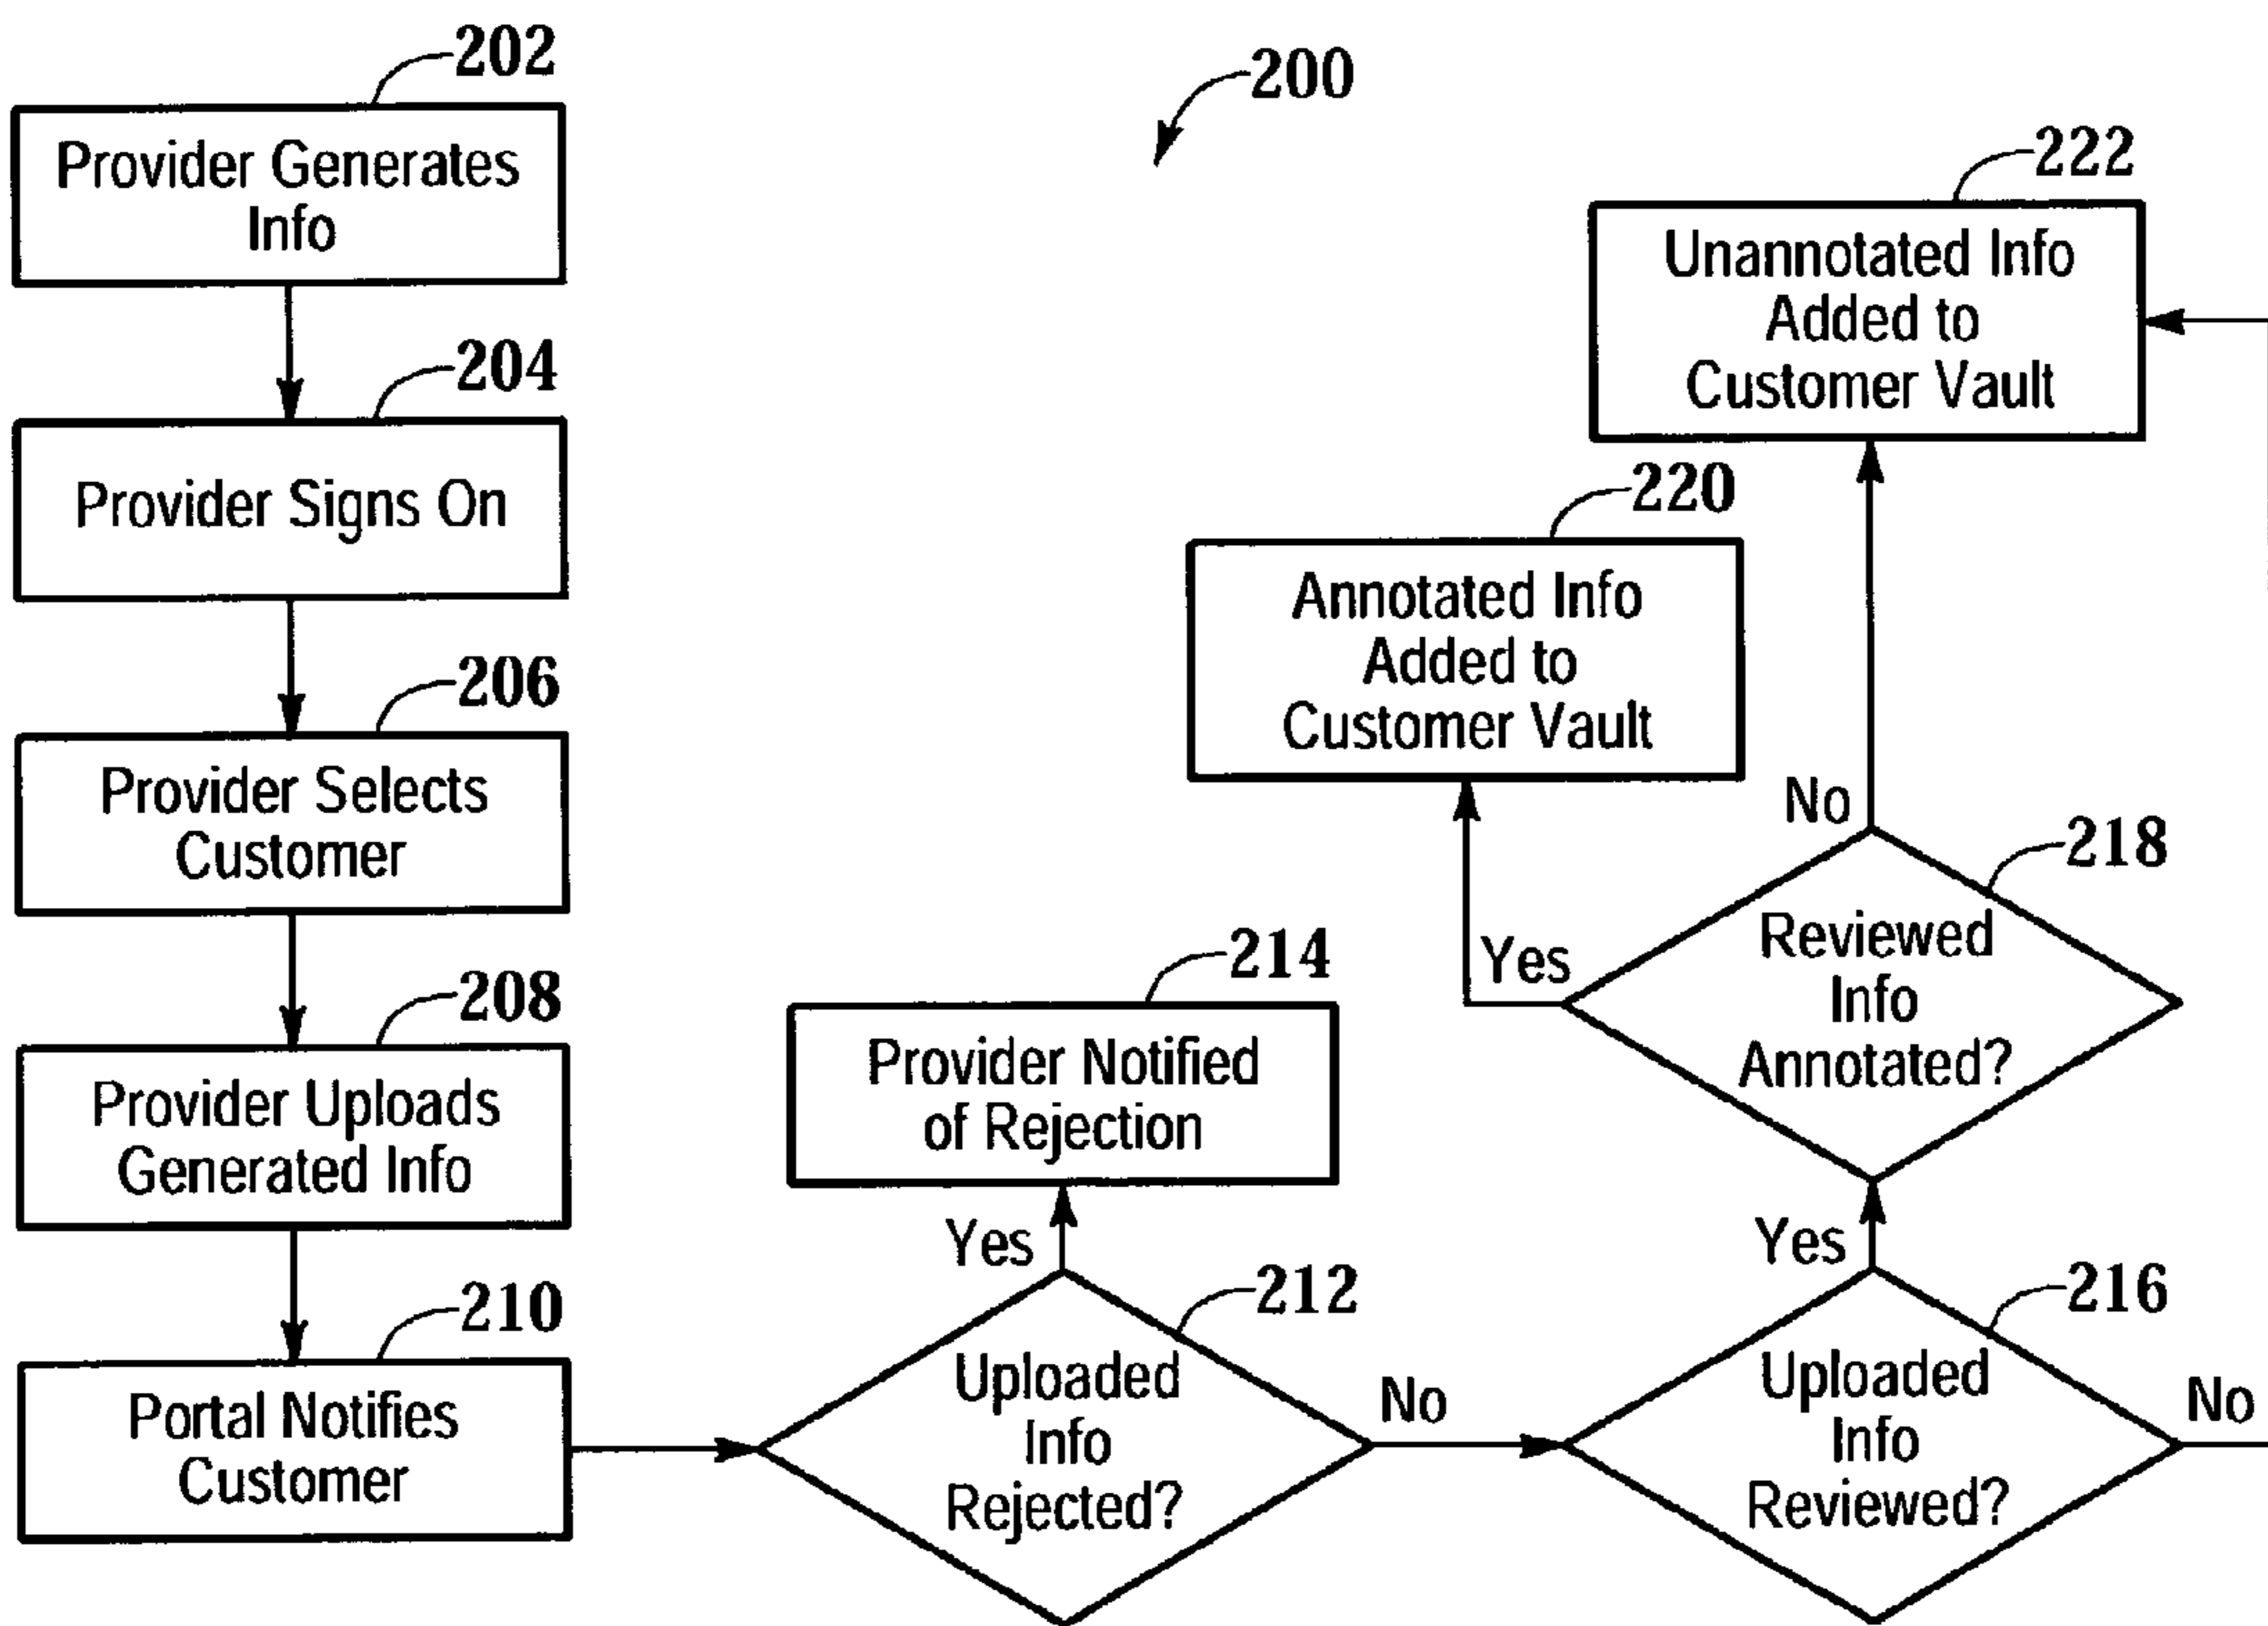 202
Provider Generates
Info
204
Provider Signs On
206
Provider Selects
Customer
208
Provider Uploads
Generated Info
210
Portal Notifies
Customer
200
214
Provider Notified
of Rejection
Yes
212
Uploaded
Info
Rejected?
No
222
Unannotated Info
Added to
Customer Vault
220
Annotated Info
Added to
Customer Vault
No
218
Yes
Reviewed
Info
Annotated?
Yes
216
Uploaded
Info
Reviewed?
No